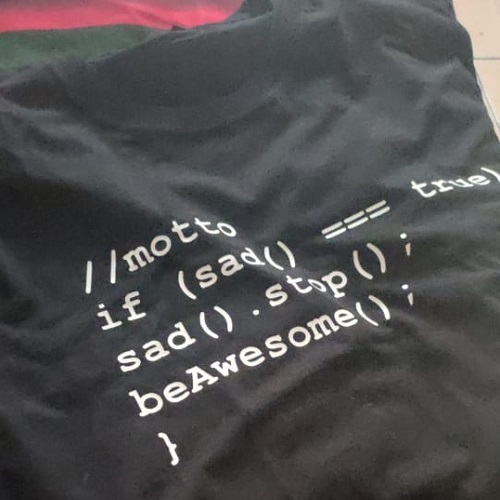 //motto
if (sad() === true)
sad().stop();
beAwesome();
}